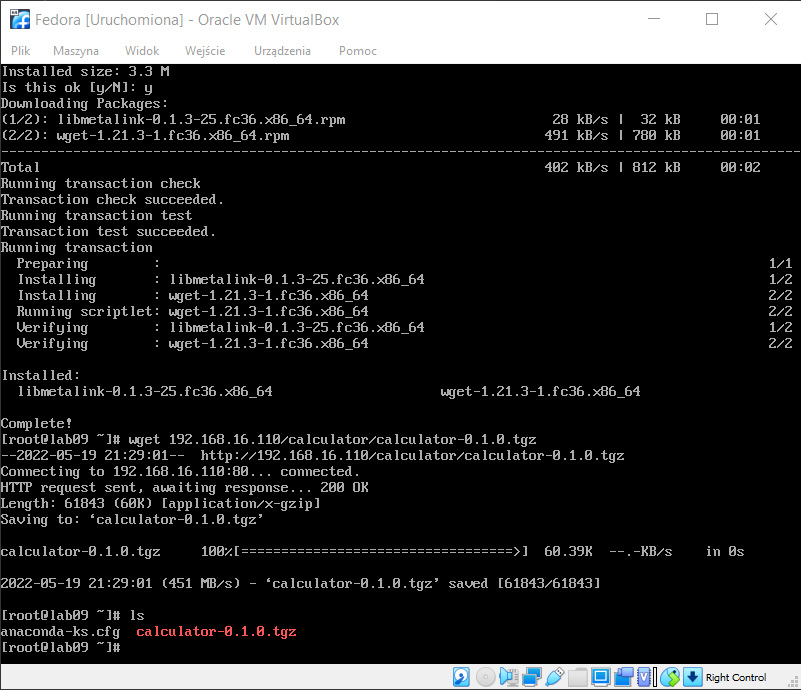 Fedora [Uruchomiona] - Oracle VM VirtualBox
Plik Maszyna Widok Wejście Urządzenia Pomoc
Installed size: 3.3 M
Is this ok [y/N]: y
Downloading Packages:
(1/2): libmetalink-0.1.3-25.fc36.x86_64.rpm 28 kB/s | 32 kB 00:01
(2/2): wget-1.21.3-1.fc36.x86_64.rpm 491 kB/s | 780 kB 00:01
--------------------------------------------------------------------------------
Total 402 kB/s | 812 kB 00:02
Running transaction check
Transaction check succeeded.
Running transaction test
Transaction test succeeded.
Running transaction
Preparing : 1/1
Installing : libmetalink-0.1.3-25.fc36.x86_64 1/2
Installing : wget-1.21.3-1.fc36.x86_64 2/2
Running scriptlet: wget-1.21.3-1.fc36.x86_64 2/2
Verifying : libmetalink-0.1.3-25.fc36.x86_64 1/2
Verifying : wget-1.21.3-1.fc36.x86_64 2/2
Installed:
libmetalink-0.1.3-25.fc36.x86_64 wget-1.21.3-1.fc36.x86_64
Complete!
[root@lab09 ~]# wget 192.168.16.110/calculator/calculator-0.1.0.tgz
--2022-05-19 21:29:01-- http://192.168.16.110/calculator/calculator-0.1.0.tgz
Connecting to 192.168.16.110:80... connected.
HTTP request sent, awaiting response... 200 OK
Length: 61843 (60K) [application/x-gzip]
Saving to: ‘calculator-0.1.0.tgz’
calculator-0.1.0.tgz 100%[==================================>] 60.39K --.-KB/s in 0s
2022-05-19 21:29:01 (451 MB/s) - ‘calculator-0.1.0.tgz’ saved [61843/61843]
[root@lab09 ~]# ls
anaconda-ks.cfg calculator-0.1.0.tgz
[root@lab09 ~]#
Right Control